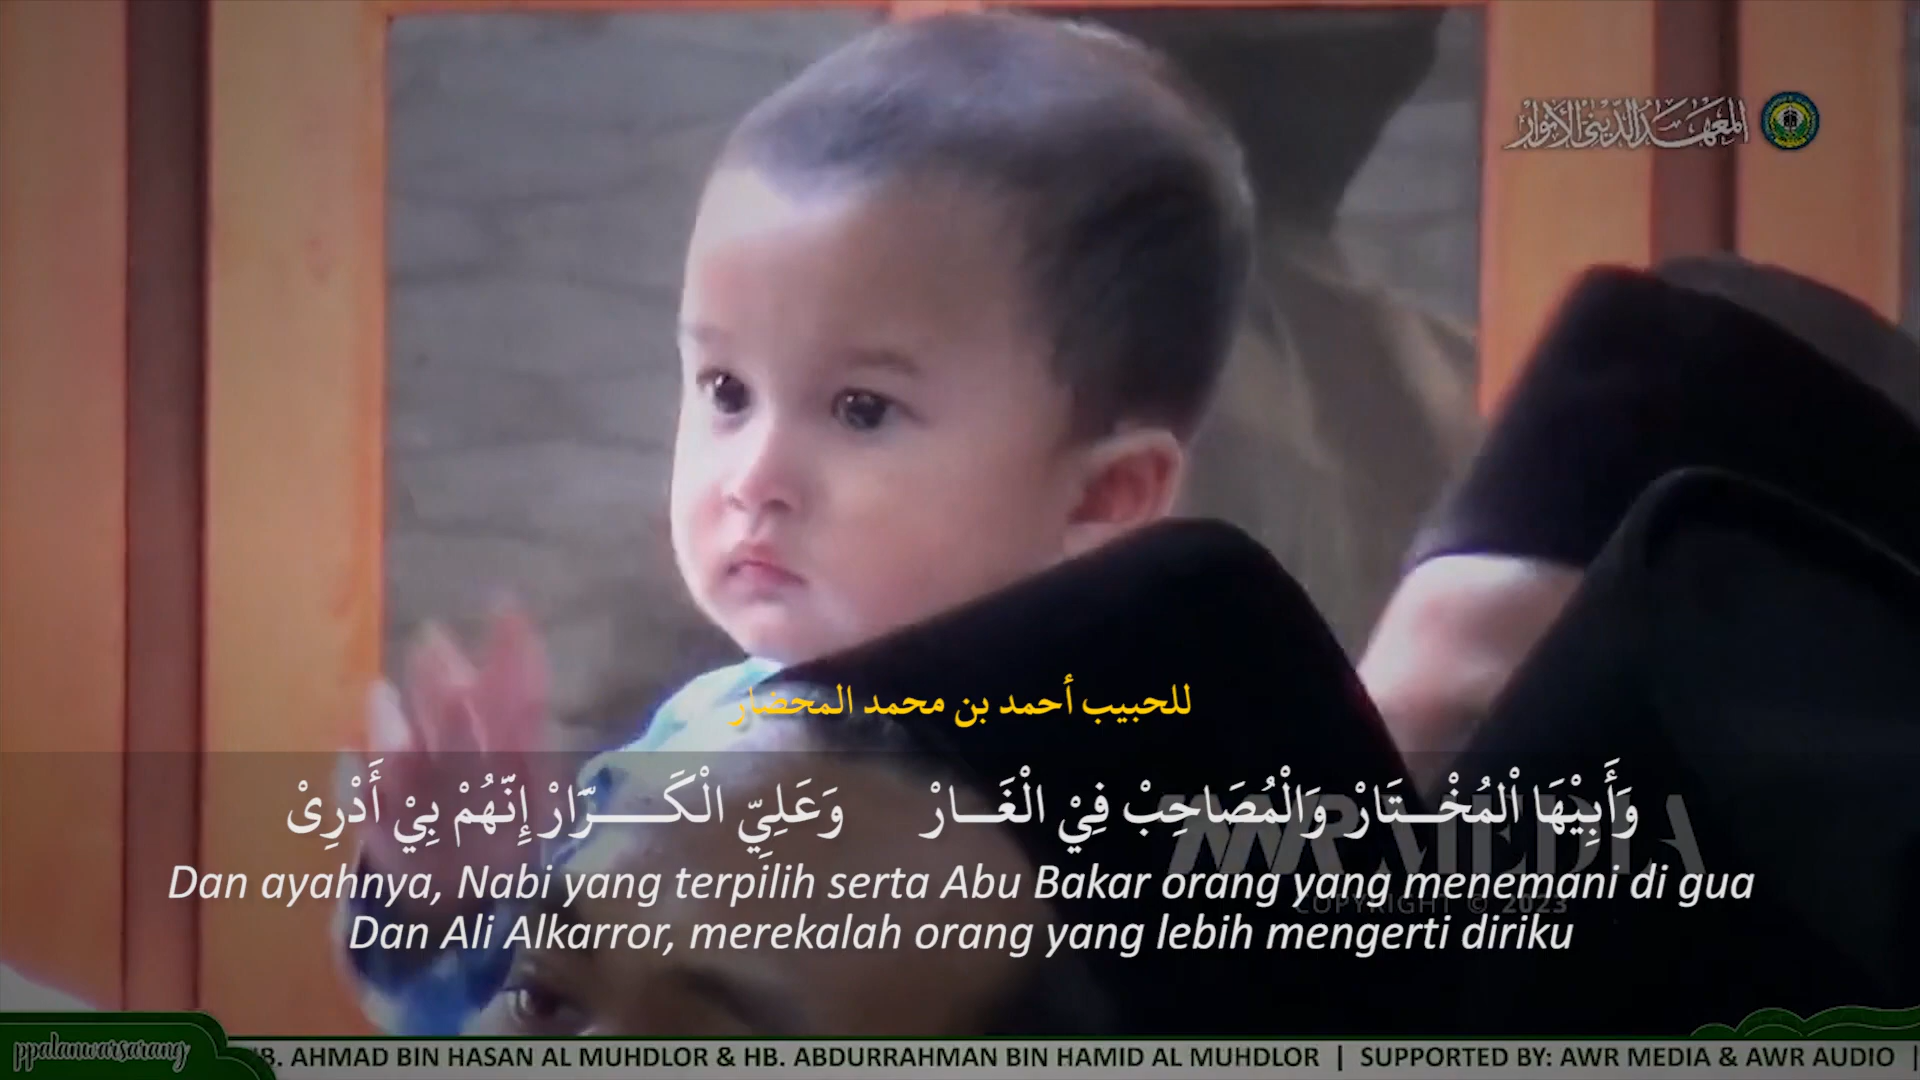 المعهد الديني الأنوار
للحبيب أحمد بن محمد المحضار
وَأَبِيْهَا الْمُخْـــتَارْ وَالْمُصَاحِبْ فِيْ الْغَـــارْ وَعَلِيِّ الْكَـــــرَّارْ إِنَّهُمْ بِيْ أَدْرِىْ
AWR MEDIA
Dan ayahnya, Nabi yang terpilih serta Abu Bakar orang yang menemani di gua
COPYRIGHT © 2023
Dan Ali Alkarror, merekalah orang yang lebih mengerti diriku
ppalanwarsarang
HB. AHMAD BIN HASAN AL MUHDLOR & HB. ABDURRAHMAN BIN HAMID AL MUHDLOR | SUPPORTED BY: AWR MEDIA & AWR AUDIO |